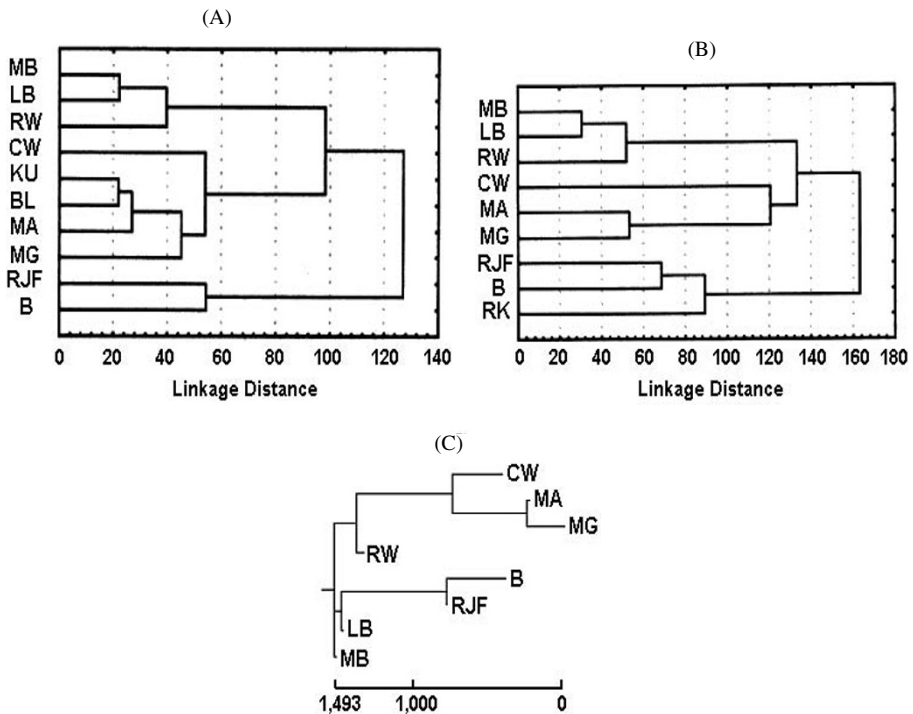 (A)
MB
LB
RW
CW
KU
BL
MA
MG
RJF
B
0 20 40 60 80 100 120 140
Linkage Distance
(B)
MB
LB
RW
CW
MA
MG
RJF
B
RK
0 20 40 60 80 100 120 140 160 180
Linkage Distance
(C)
CW
MA
MG
RW
B
RJF
LB
MB
1,493 1,000 0